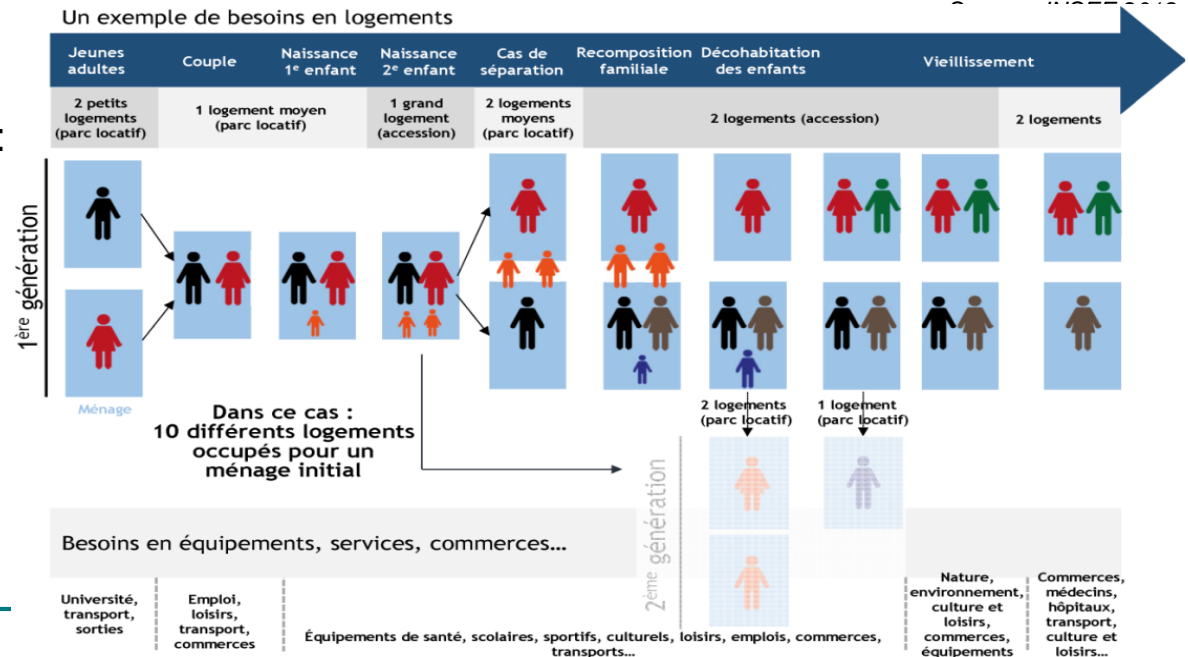 Un exemple de besoins en logements
Jeunes
adultes
Couple
Naissance
1e enfant
Naissance
2e enfant
Cas de
séparation
Recomposition
familiale
Décohabitation
des enfants
Vieillissement
2 petits
logements
(parc locatif)
1 logement moyen
(parc locatif)
1 grand
logement
(accession)
2 logements
moyens
(parc locatif)
2 logements (accession)
2 logements
:
1ère génération
Ménage
Dans ce cas :
10 différents logements
occupés pour un
ménage initial
2 logements
(parc locatif)
1 logement
(parc locatif)
2ème génération
Besoins en équipements, services, commerces...
Université,
transport,
sorties
Emploi,
loisirs,
transport,
commerces
Équipements de santé, scolaires, sportifs, culturels, loisirs, emplois, commerces,
transports...
Nature,
environnement,
culture et
loisirs,
commerces,
équipements
Commerces,
médecins,
hôpitaux,
transport,
culture et
loisirs...